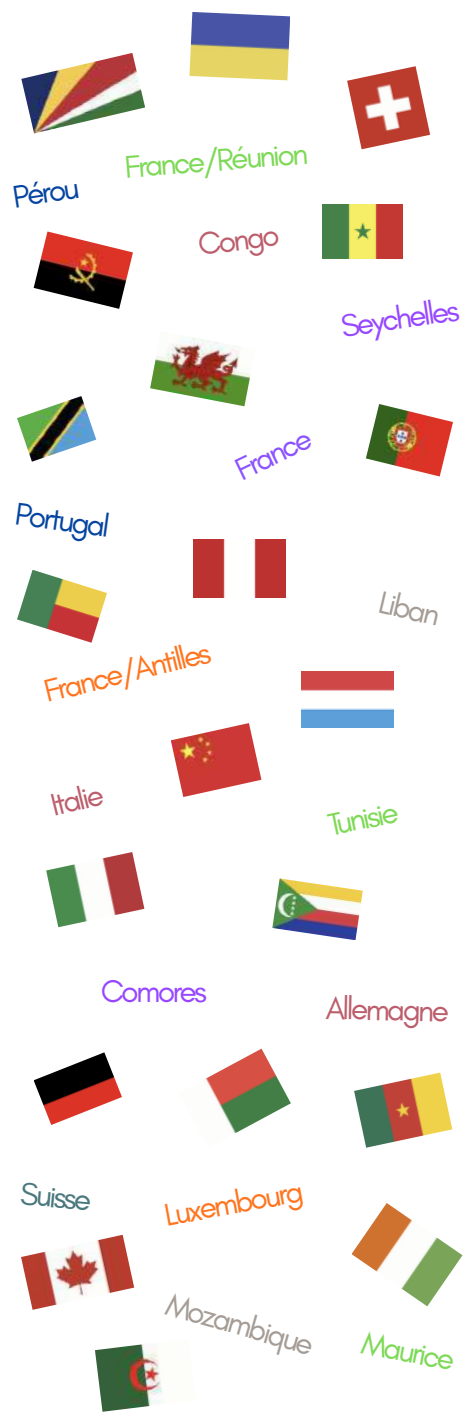 France/Réunion
Pérou
Congo
Seychelles
France
Portugal
Liban
France/Antilles
Italie
Tunisie
Comores
Allemagne
Suisse
Luxembourg
Mozambique
Maurice